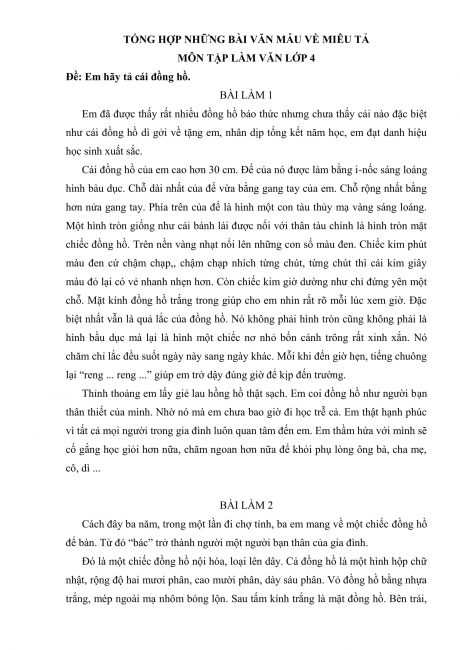 TỔNG HỢP NHỮNG BÀI VĂN MẪU VỀ MIÊU TẢ
MÔN TẬP LÀM VĂN LỚP 4
Đề: Em hãy tả cái đồng hồ.
BÀI LÀM 1
Em đã được thấy rất nhiều đồng hồ báo thức nhưng chưa thấy cái nào đặc biệt
như cái đồng hồ dì gởi về tặng em, nhân dịp tổng kết năm học, em đạt danh hiệu
học sinh xuất sắc.
Cái đồng hồ của em cao hơn 30 cm. Đế của nó được làm bằng i-nốc sáng loáng
hình bàu dục. Chỗ dài nhất của đế vừa bằng gang tay của em. Chỗ rộng nhất bằng
hơn nửa gang tay. Phía trên của đế là hình một con tàu thủy mạ vàng sáng loáng.
Một hình tròn giống như cái bánh lái được nối với thân tàu chính là hình tròn mặt
chiếc đồng hồ. Trên nền vàng nhạt nổi lên những con số màu đen. Chiếc kim phút
màu đen cứ chậm chạp,, chậm chạp nhích từng chút, từng chút thì cái kim giây
màu đỏ lại có vẻ nhanh nhẹn hơn. Còn chiếc kim giờ dường như chỉ đứng yên một
chỗ. Mặt kính đồng hồ trắng trong giúp cho em nhìn rất rõ mỗi lúc xem giờ. Đặc
biệt nhất vẫn là quả lắc của đồng hồ. Nó không phải hình tròn cũng không phải là
hình bầu dục mà lại là hình một chiếc nơ nhỏ bốn cánh trông rất xinh xắn. Nó
chăm chỉ lắc đều suốt ngày này sang ngày khác. Mỗi khi đến giờ hẹn, tiếng chuông
lại “reng ... reng ...” giúp em trở dậy đúng giờ để kịp đến trường.
Thỉnh thoảng em lấy giẻ lau hồng hồ thật sạch. Em coi đồng hồ như người bạn
thân thiết của mình. Nhờ nó mà em chưa bao giờ đi học trễ cả. Em thật hạnh phúc
vì tất cả mọi người trong gia đình luôn quan tâm đến em. Em thầm hứa với mình sẽ
cố gắng học giỏi hơn nữa, chăm ngoan hơn nữa để khỏi phụ lòng ông bà, cha mẹ,
cô, dì ...
BÀI LÀM 2
Cách đây ba năm, trong một lần đi chợ tỉnh, ba em mang về một chiếc đồng hồ
để bàn. Từ đó “bác” trở thành người một người bạn thân của gia đình.
Đó là một chiếc đồng hồ nội hóa, loại lên dây. Cả đồng hồ là một hình hộp chữ
nhật, rộng độ hai mươi phân, cao mười phân, dày sáu phân. Vỏ đồng hồ bằng nhựa
trắng, mép ngoài mạ nhôm bóng lộn. Sau tấm kính trắng là mặt đồng hồ. Bên trái,